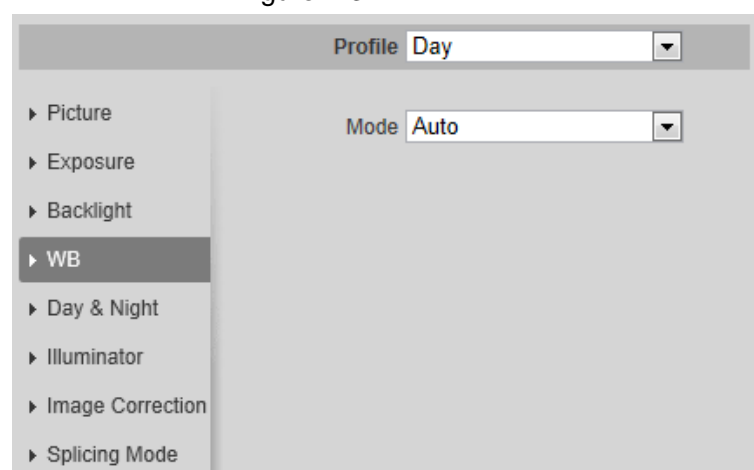 Profile Day
Picture
Mode Auto
Exposure
Backlight
WB
Day & Night
Illuminator
Image Correction
Splicing Mode